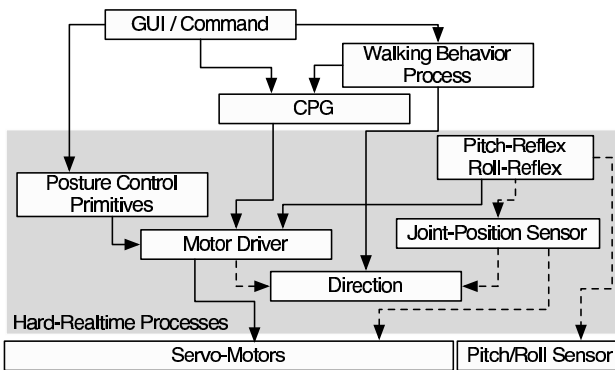 GUI / Command
Walking Behavior
Process
CPG
Pitch-Reflex
Roll-Reflex
Posture Control
Primitives
Motor Driver
Joint-Position Sensor
Direction
Hard-Realtime Processes
Servo-Motors
Pitch/Roll Sensor